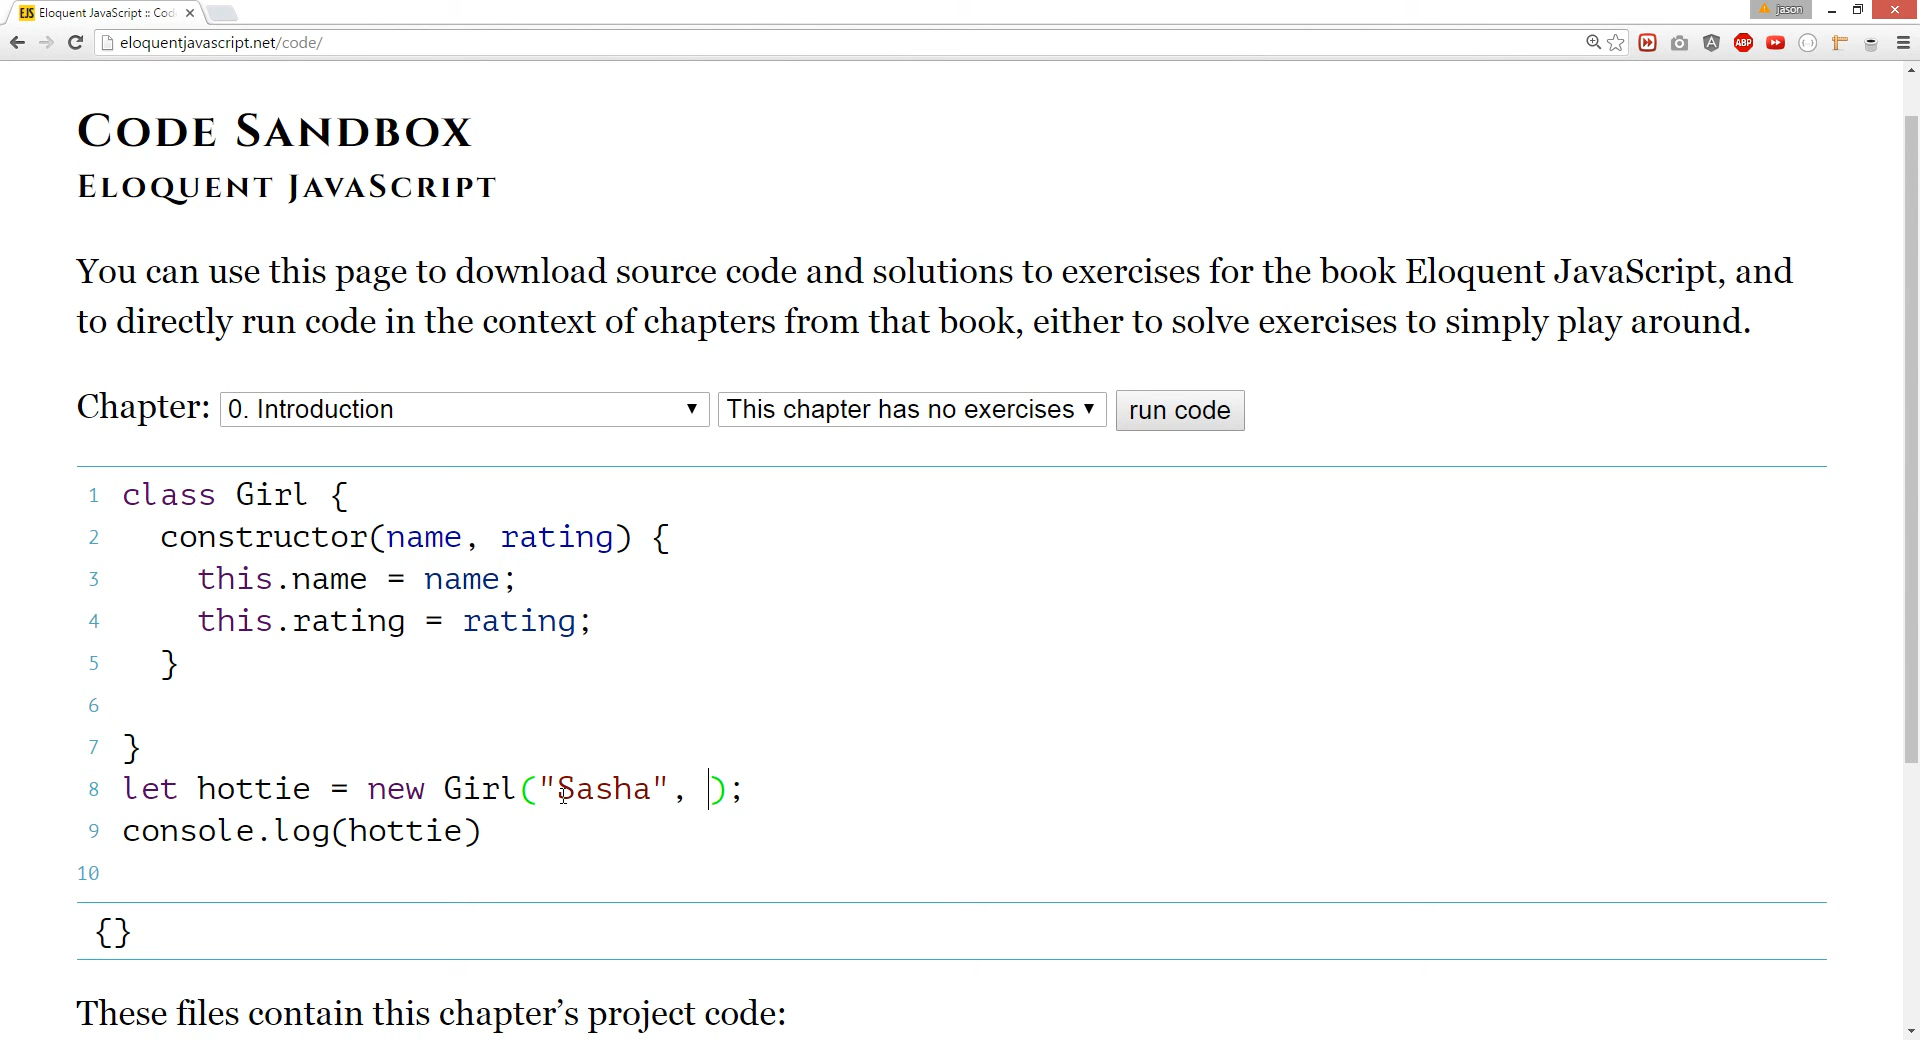 EJS Eloquent JavaScript :: Cod
jason
eloquentjavascript.net/code/
ABP
CODE SANDBOX
ELOQUENT JAVASCRIPT
You can use this page to download source code and solutions to exercises for the book Eloquent JavaScript, and
to directly run code in the context of chapters from that book, either to solve exercises to simply play around.
Chapter: 0. Introduction This chapter has no exercises run code
1 class Girl {
2 constructor(name, rating) {
3 this.name = name;
4 this.rating = rating;
5 }
6
7 }
8 let hottie = new Girl("Sasha", );
9 console.log(hottie)
10
{}
These files contain this chapter’s project code: